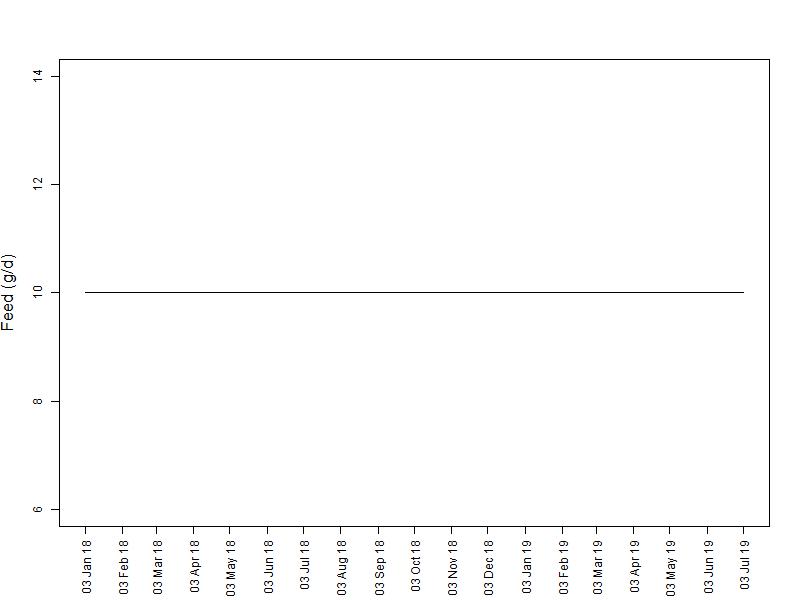 14
12
10
8
6
Feed (g/d)
03 Jan 18
03 Feb 18
03 Mar 18
03 Apr 18
03 May 18
03 Jun 18
03 Jul 18
03 Aug 18
03 Sep 18
03 Oct 18
03 Nov 18
03 Dec 18
03 Jan 19
03 Feb 19
03 Mar 19
03 Apr 19
03 May 19
03 Jun 19
03 Jul 19